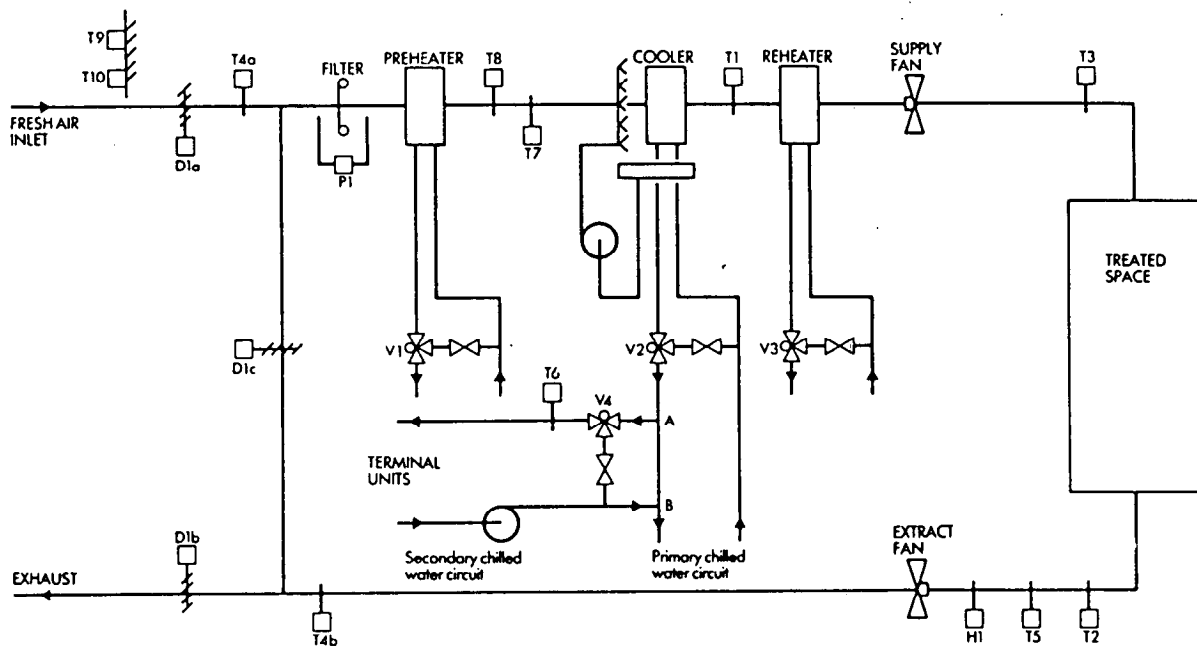 T9
T10
T4a
FILTER
PREHEATER
T8
COOLER
T1
REHEATER
SUPPLY
FAN
T3
FRESH AIR
INLET
D1a
P1
T7
TREATED
SPACE
D1c
V1
V2
V3
T6
V4
A
TERMINAL
UNITS
B
D1b
Secondary chilled
water circuit
Primary chilled
water circuit
EXTRACT
FAN
EXHAUST
T4b
H1
T5
T2